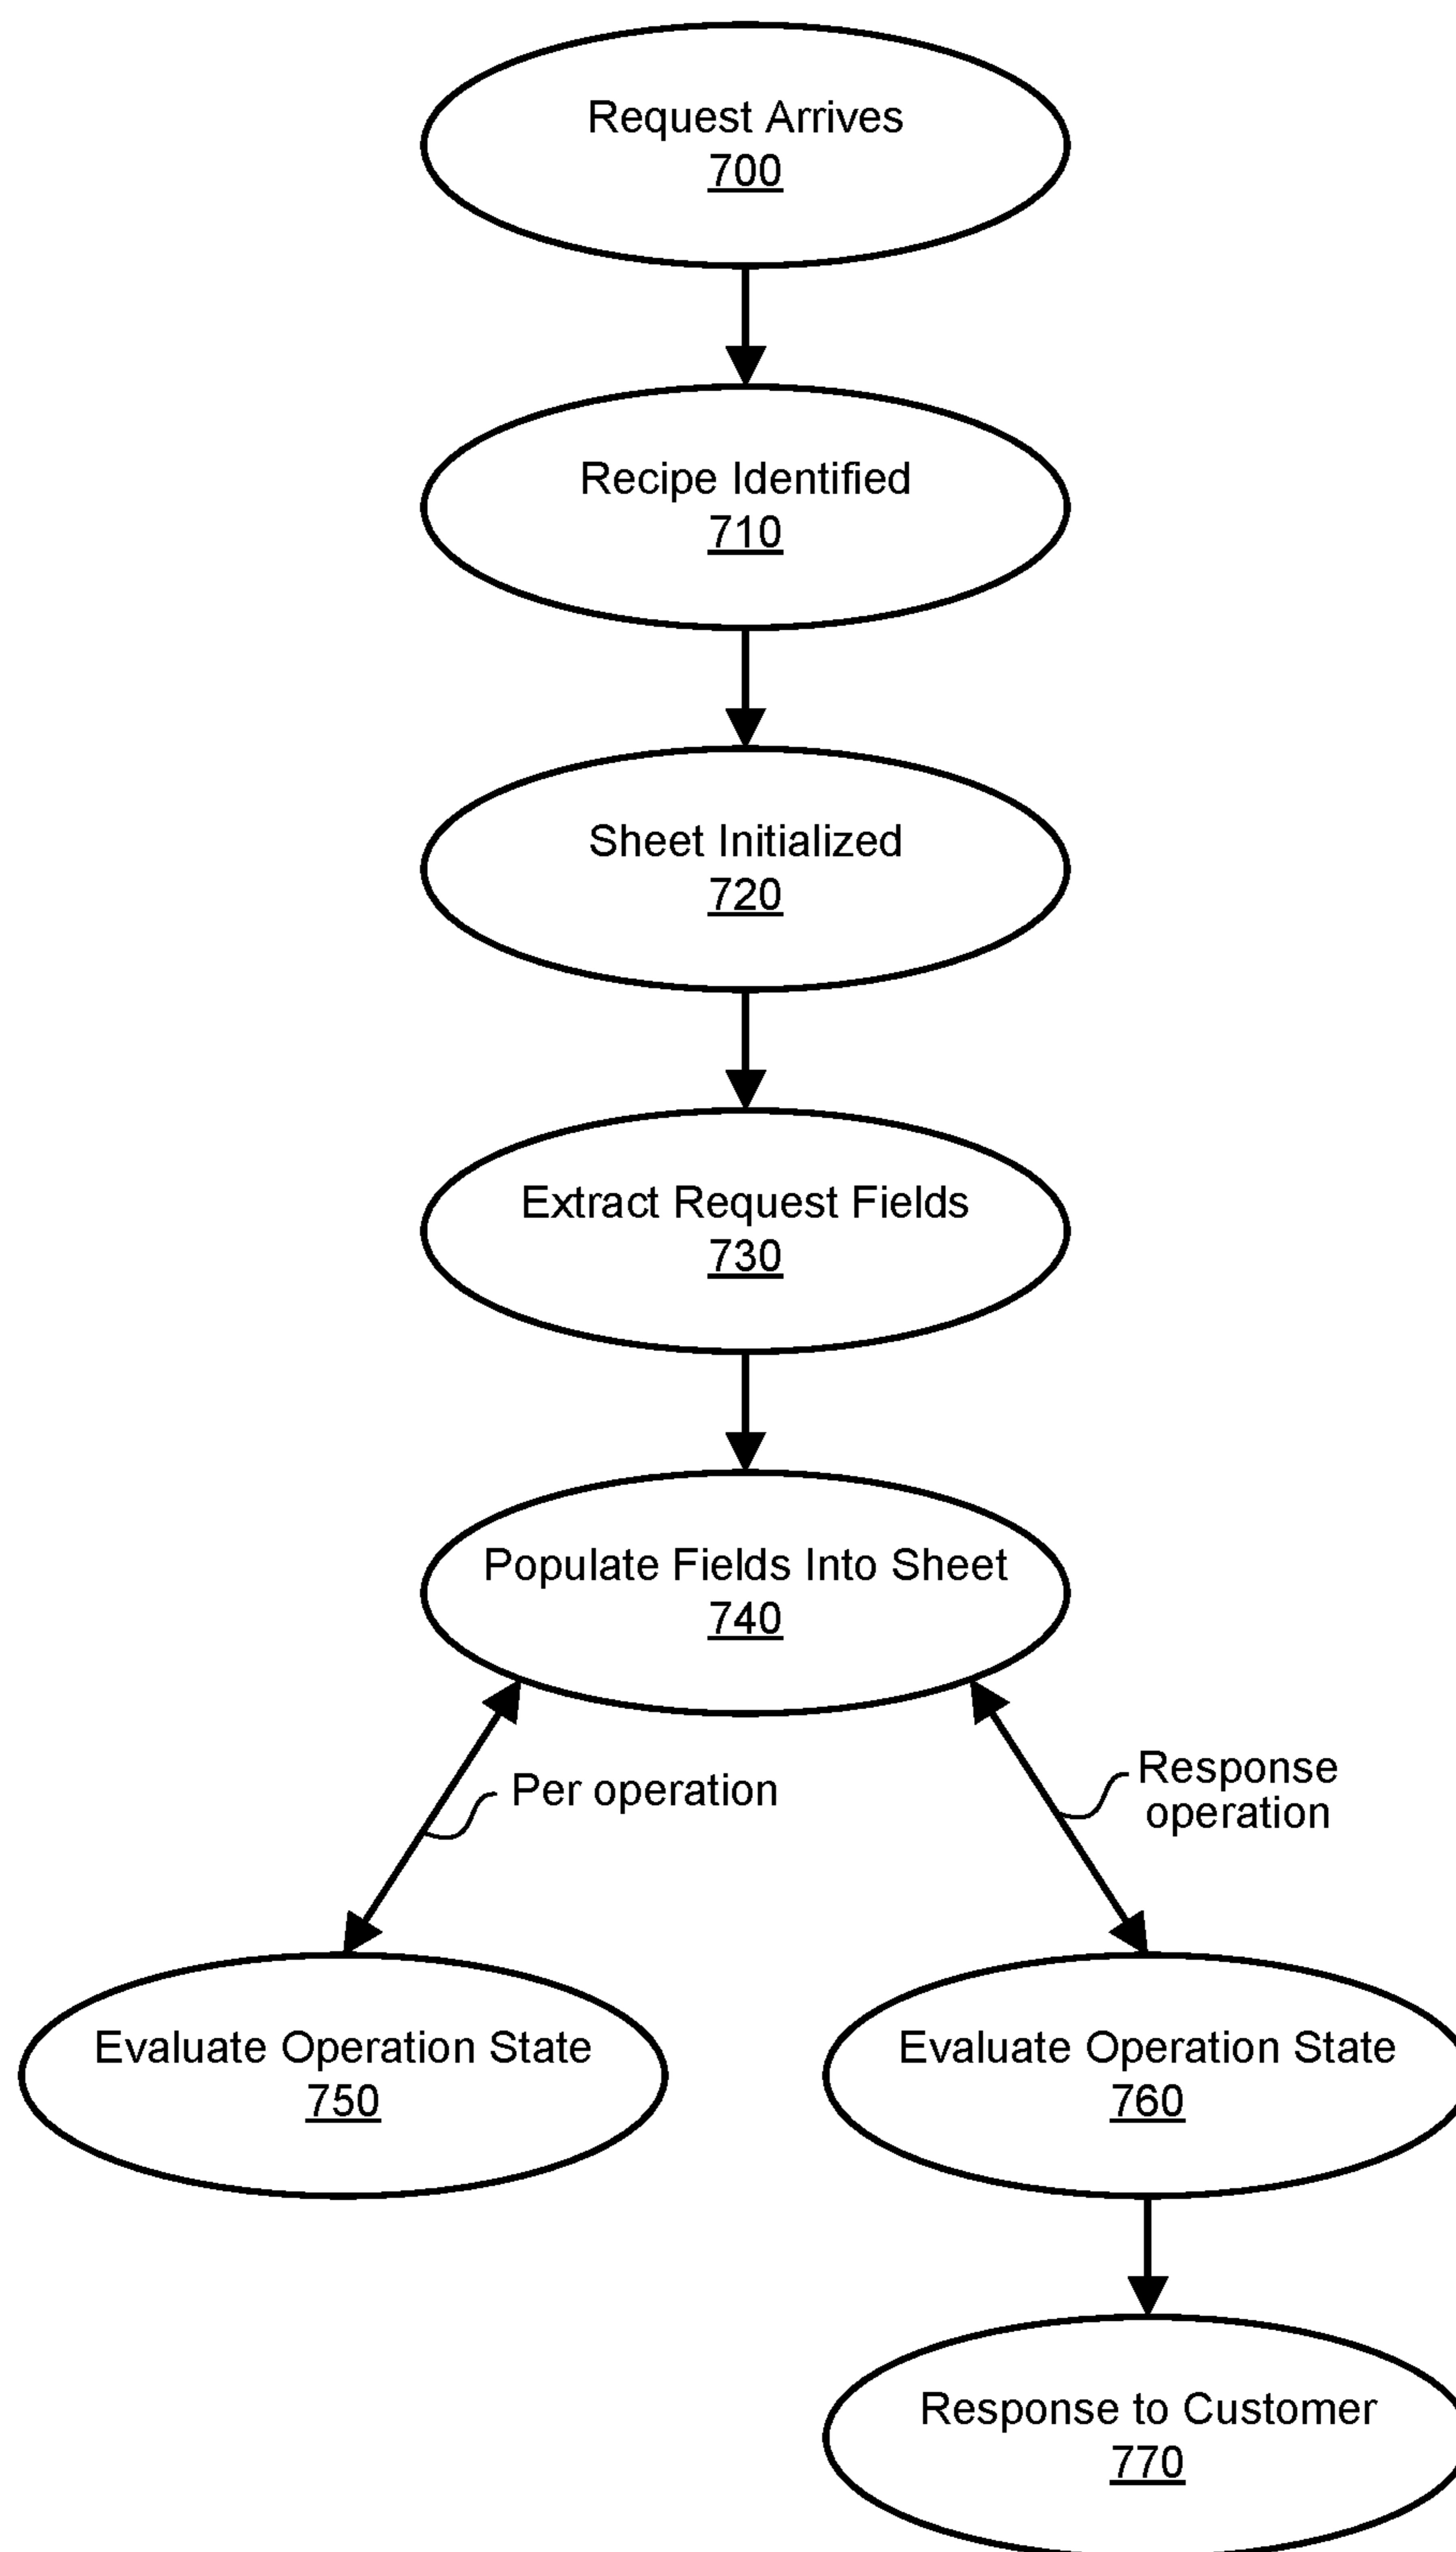 Request Arrives
700
Recipe Identified
710
Sheet Initialized
720
Extract Request Fields
730
Populate Fields Into Sheet
740
Per operation
Response
operation
Evaluate Operation State
750
Evaluate Operation State
760
Response to Customer
770